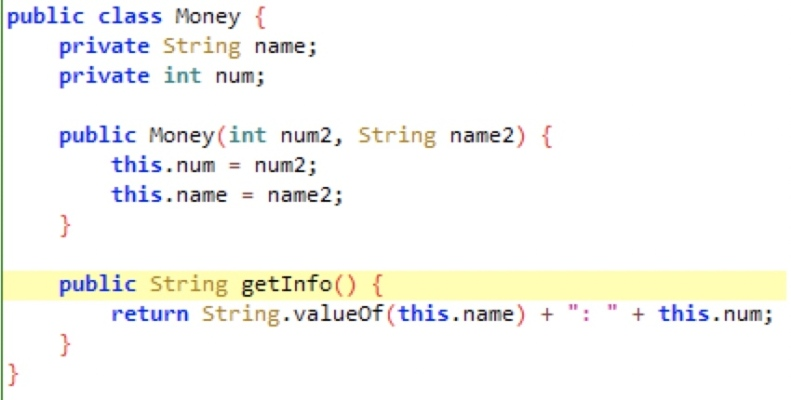 public class Money {
    private String name;
    private int num;

    public Money(int num2, String name2) {
        this.num = num2;
        this.name = name2;
    }

    public String getInfo() {
        return String.valueOf(this.name) + ": " + this.num;
    }
}